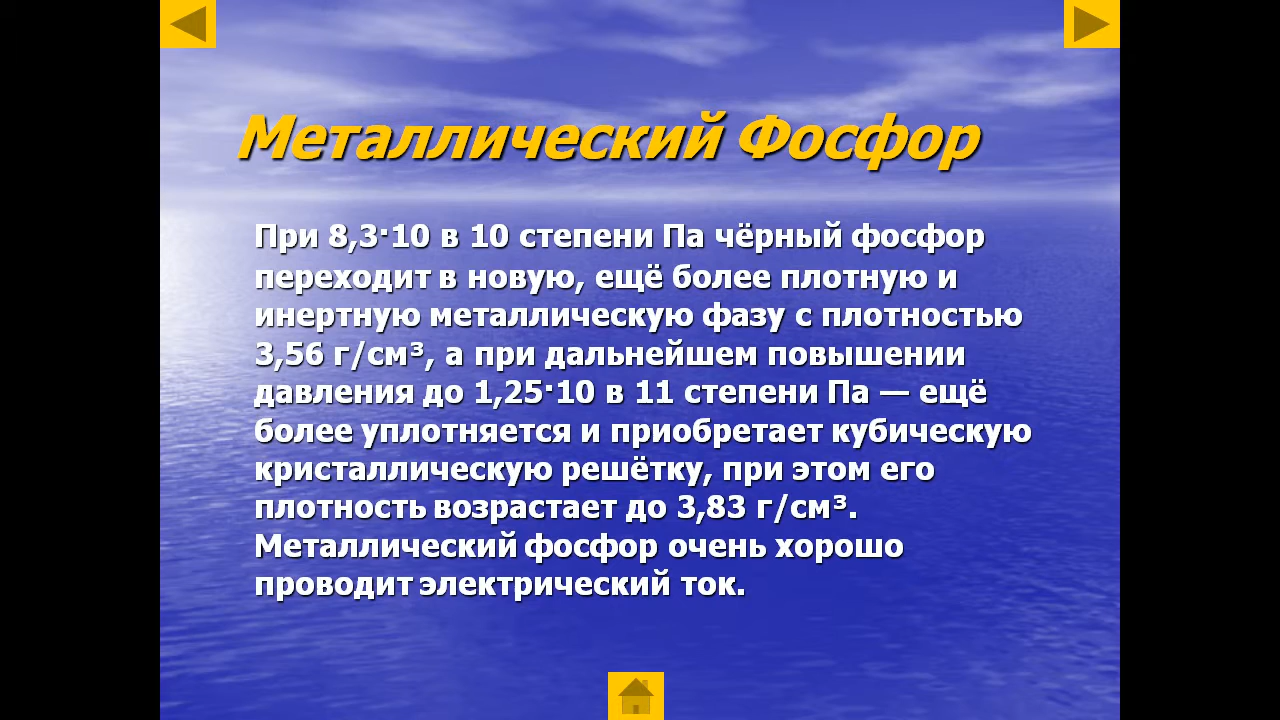 Металлический Фосфор
При 8,3·10 в 10 степени Па чёрный фосфор
переходит в новую, ещё более плотную и
инертную металлическую фазу с плотностью
3,56 г/см³, а при дальнейшем повышении
давления до 1,25·10 в 11 степени Па — ещё
более уплотняется и приобретает кубическую
кристаллическую решётку, при этом его
плотность возрастает до 3,83 г/см³.
Металлический фосфор очень хорошо
проводит электрический ток.